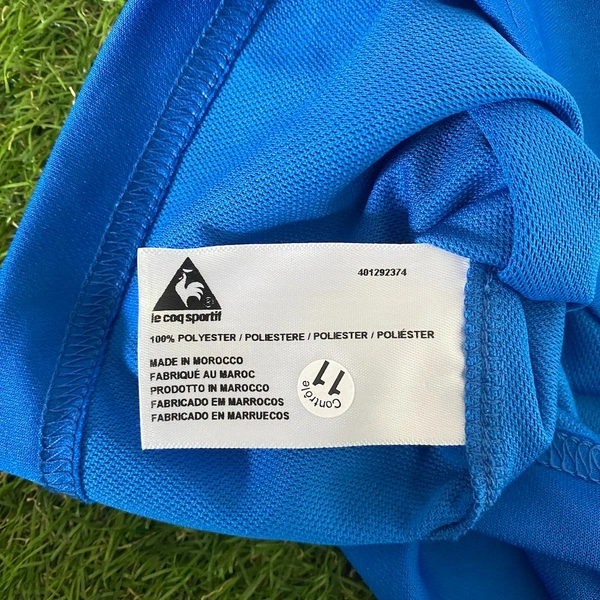 401292374
le coq sportif
100% POLYESTER / POLIESTERE / POLIESTER / POLIÉSTER
MADE IN MOROCCO
FABRIQUÉ AU MAROC
PRODOTTO IN MAROCCO
FABRICADO EM MARROCOS
FABRICADO EN MARRUECOS
11
Contrôle